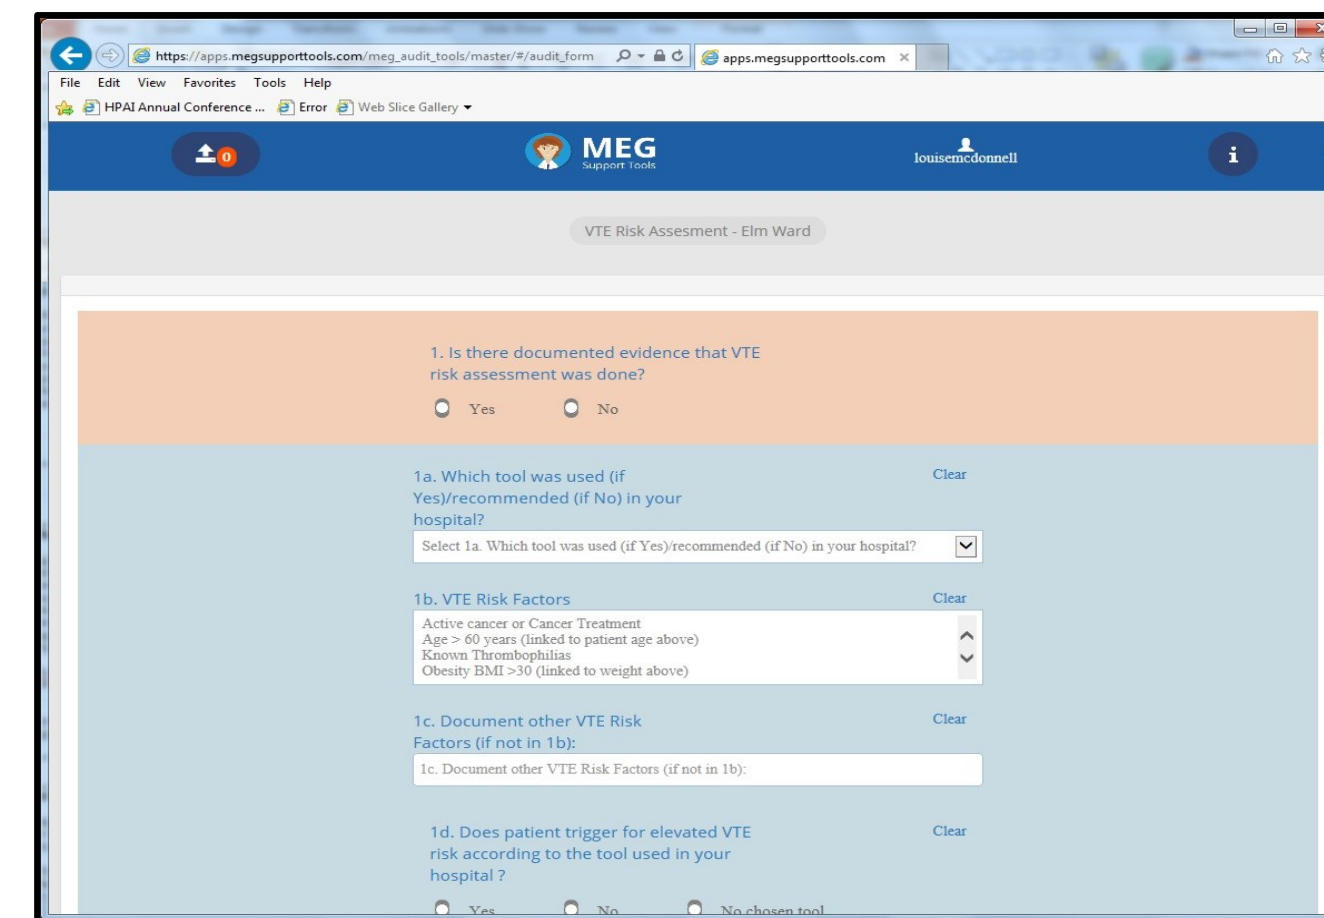 https://apps.megsupporttools.com/meg_audit_tools/master/#/audit_form
apps.megsupporttools.com
File Edit View Favorites Tools Help
HPAI Annual Conference ... Error Web Slice Gallery
0
MEG
Support Tools
louisemcdonnell
i
VTE Risk Assesment - Elm Ward
1. Is there documented evidence that VTE
risk assessment was done?
Yes No
1a. Which tool was used (if
Yes)/recommended (if No) in your
hospital?
Clear
Select 1a. Which tool was used (if Yes)/recommended (if No) in your hospital?
1b. VTE Risk Factors
Clear
Active cancer or Cancer Treatment
Age > 60 years (linked to patient age above)
Known Thrombophilias
Obesity BMI >30 (linked to weight above)
1c. Document other VTE Risk
Factors (if not in 1b):
Clear
1c. Document other VTE Risk Factors (if not in 1b):
1d. Does patient trigger for elevated VTE
risk according to the tool used in your
hospital ?
Clear
Yes No No chosen tool